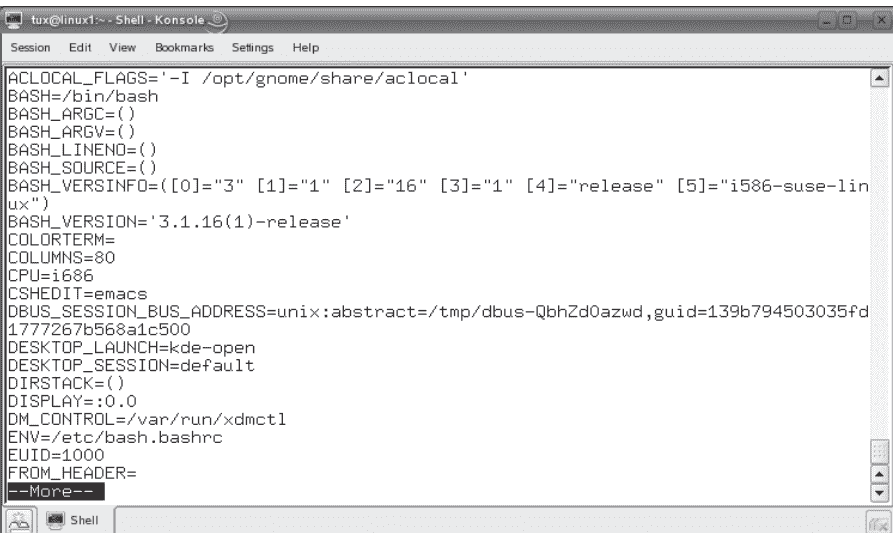 tux@linux1:~ - Shell - Konsole
Session Edit View Bookmarks Settings Help
ACLOCAL_FLAGS='-I /opt/gnome/share/aclocal'
BASH=/bin/bash
BASH_ARGC=()
BASH_ARGV=()
BASH_LINENO=()
BASH_SOURCE=()
BASH_VERSINFO=([0]="3" [1]="1" [2]="16" [3]="1" [4]="release" [5]="i586-suse-lin
ux")
BASH_VERSION='3.1.16(1)-release'
COLORTERM=
COLUMNS=80
CPU=i686
CSHEDIT=emacs
DBUS_SESSION_BUS_ADDRESS=unix:abstract=/tmp/dbus-QbhZdOazwd,guid=139b794503035fd
1777267b568a1c500
DESKTOP_LAUNCH=kde-open
DESKTOP_SESSION=default
DIRSTACK=()
DISPLAY=:0.0
DM_CONTROL=/var/run/xdmctl
ENV=/etc/bash.bashrc
EUID=1000
FROM_HEADER=
--More--
Shell